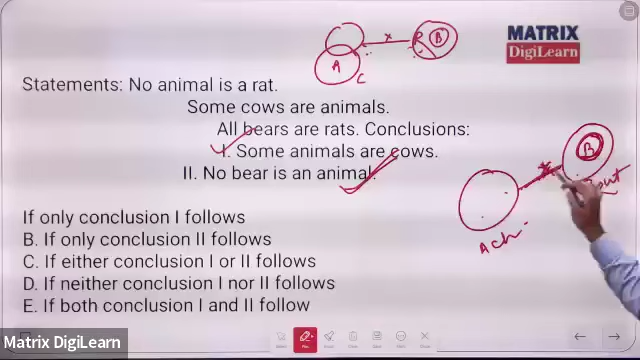 MATRIX
DigiLearn
Statements: No animal is a rat.
Some cows are animals.
All bears are rats. Conclusions:
I. Some animals are cows.
II. No bear is an animal.
If only conclusion I follows
B. If only conclusion II follows
C. If either conclusion I or II follows
D. If neither conclusion I nor II follows
E. If both conclusion I and II follow
A
C
R
B
B
Ach
Matrix DigiLearn